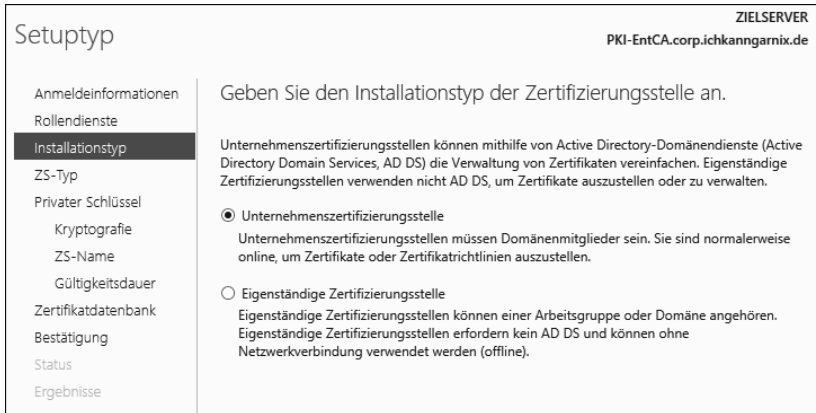 ZIELSERVER
Setuptyp
PKI-EntCA.corp.ichkanngarnix.de
Anmeldeinformationen
Rollendienste
Installationstyp
ZS-Typ
Privater Schlüssel
Kryptografie
ZS-Name
Gültigkeitsdauer
Zertifikatdatenbank
Bestätigung
Status
Ergebnisse
Geben Sie den Installationstyp der Zertifizierungsstelle an.
Unternehmenszertifizierungsstellen können mithilfe von Active Directory-Domänendienste (Active
Directory Domain Services, AD DS) die Verwaltung von Zertifikaten vereinfachen. Eigenständige
Zertifizierungsstellen verwenden nicht AD DS, um Zertifikate auszustellen oder zu verwalten.
Unternehmenszertifizierungsstelle
Unternehmenszertifizierungsstellen müssen Domänenmitglieder sein. Sie sind normalerweise
online, um Zertifikate oder Zertifikatrichtlinien auszustellen.
Eigenständige Zertifizierungsstelle
Eigenständige Zertifizierungsstellen können einer Arbeitsgruppe oder Domäne angehören.
Eigenständige Zertifizierungsstellen erfordern kein AD DS und können ohne
Netzwerkverbindung verwendet werden (offline).